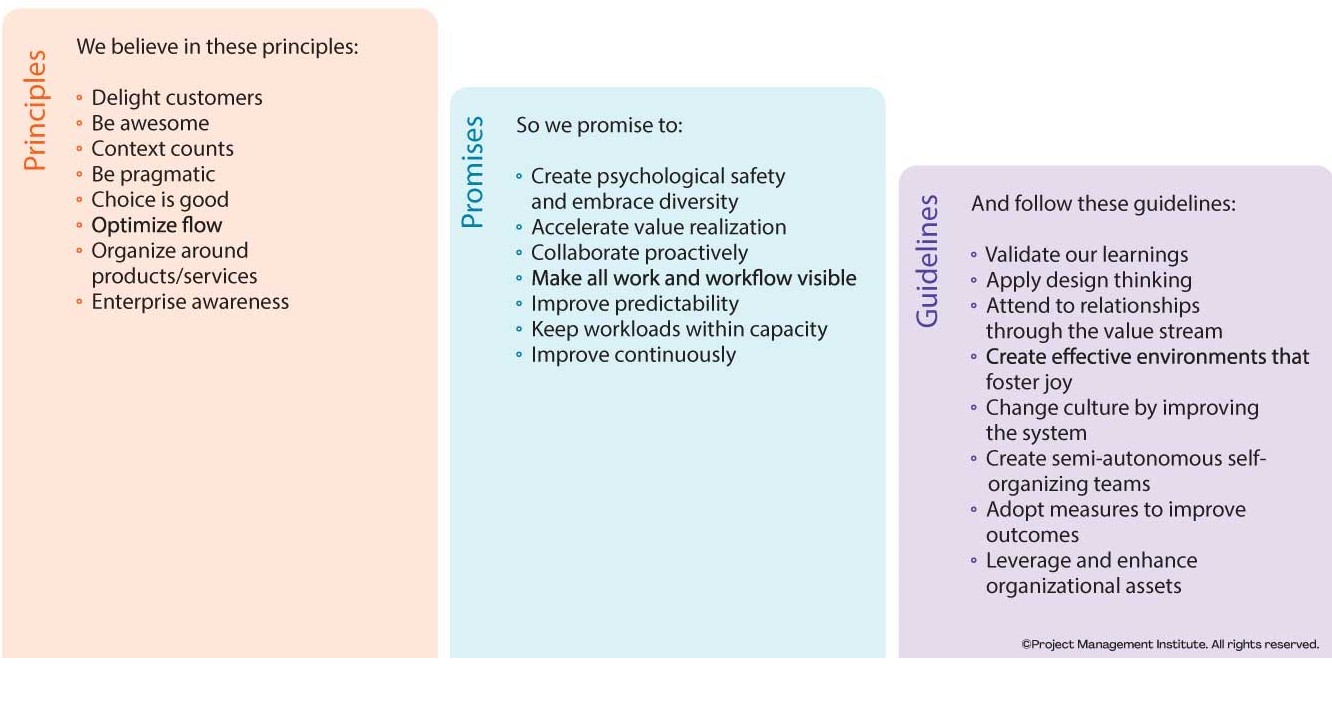 Principles
We believe in these principles:
Delight customers
Be awesome
Context counts
Be pragmatic
Choice is good
Optimize flow
Organize around
products/services
Enterprise awareness
Promises
So we promise to:
Create psychological safety
and embrace diversity
Accelerate value realization
Collaborate proactively
Make all work and workflow visible
Improve predictability
Keep workloads within capacity
Improve continuously
Guidelines
And follow these guidelines:
Validate our learnings
Apply design thinking
Attend to relationships
through the value stream
Create effective environments that
foster joy
Change culture by improving
the system
Create semi-autonomous self-
organizing teams
Adopt measures to improve
outcomes
Leverage and enhance
organizational assets
©Project Management Institute. All rights reserved.